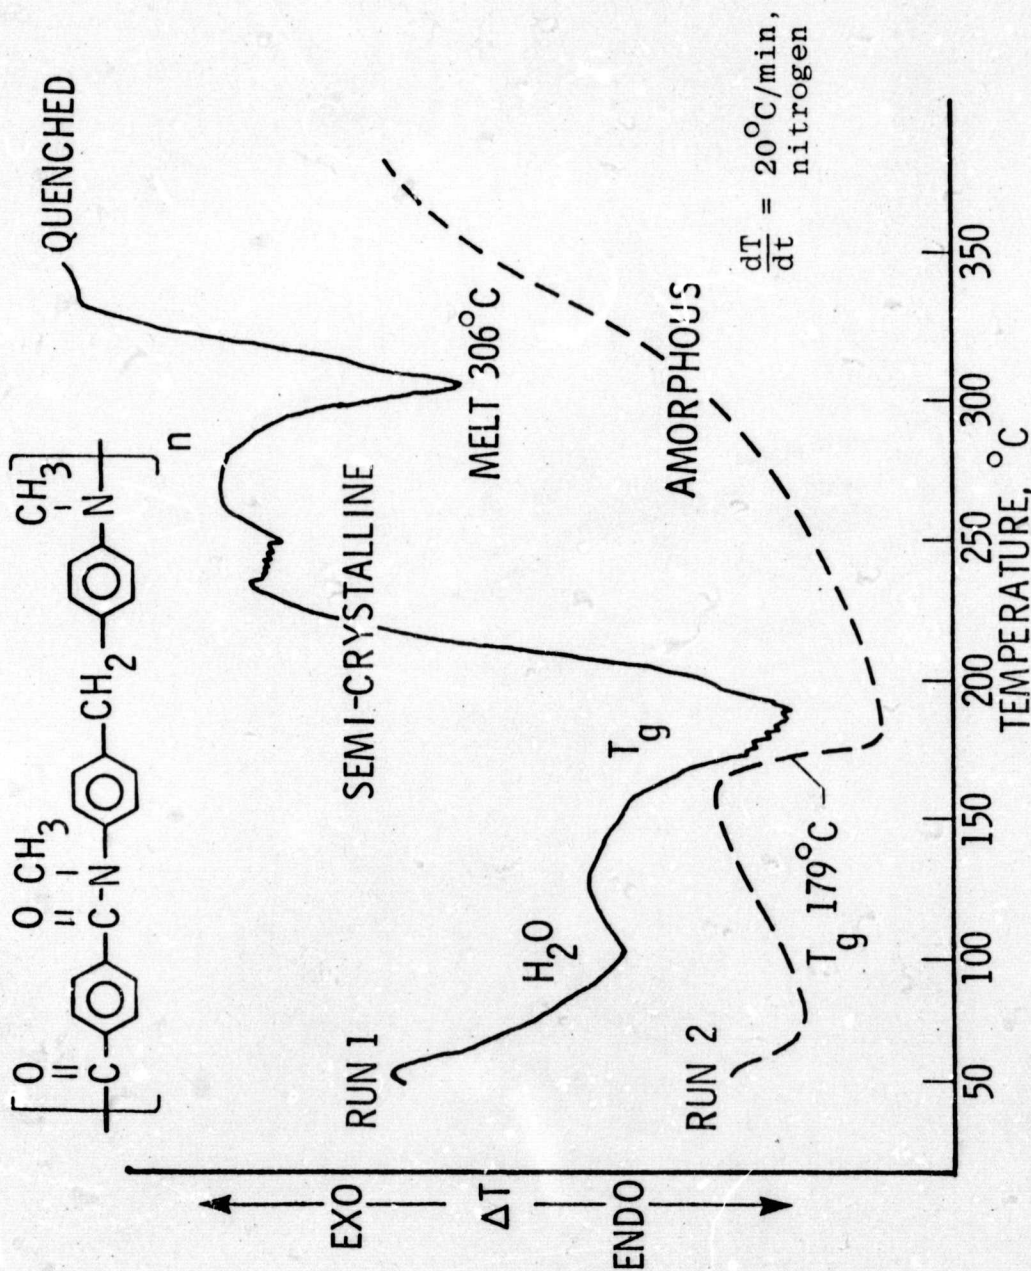 O O CH3 CH3
C C-N CH2 N
n
QUENCHED
EXO
ΔT
ENDO
RUN 1
H2O
SEMI-CRYSTALLINE
Tg
MELT 306°C
RUN 2
Tg 179°C
AMORPHOUS
dT
dt
= 20°C/min,
nitrogen
50 100 150 200 250 300 350
TEMPERATURE, °C